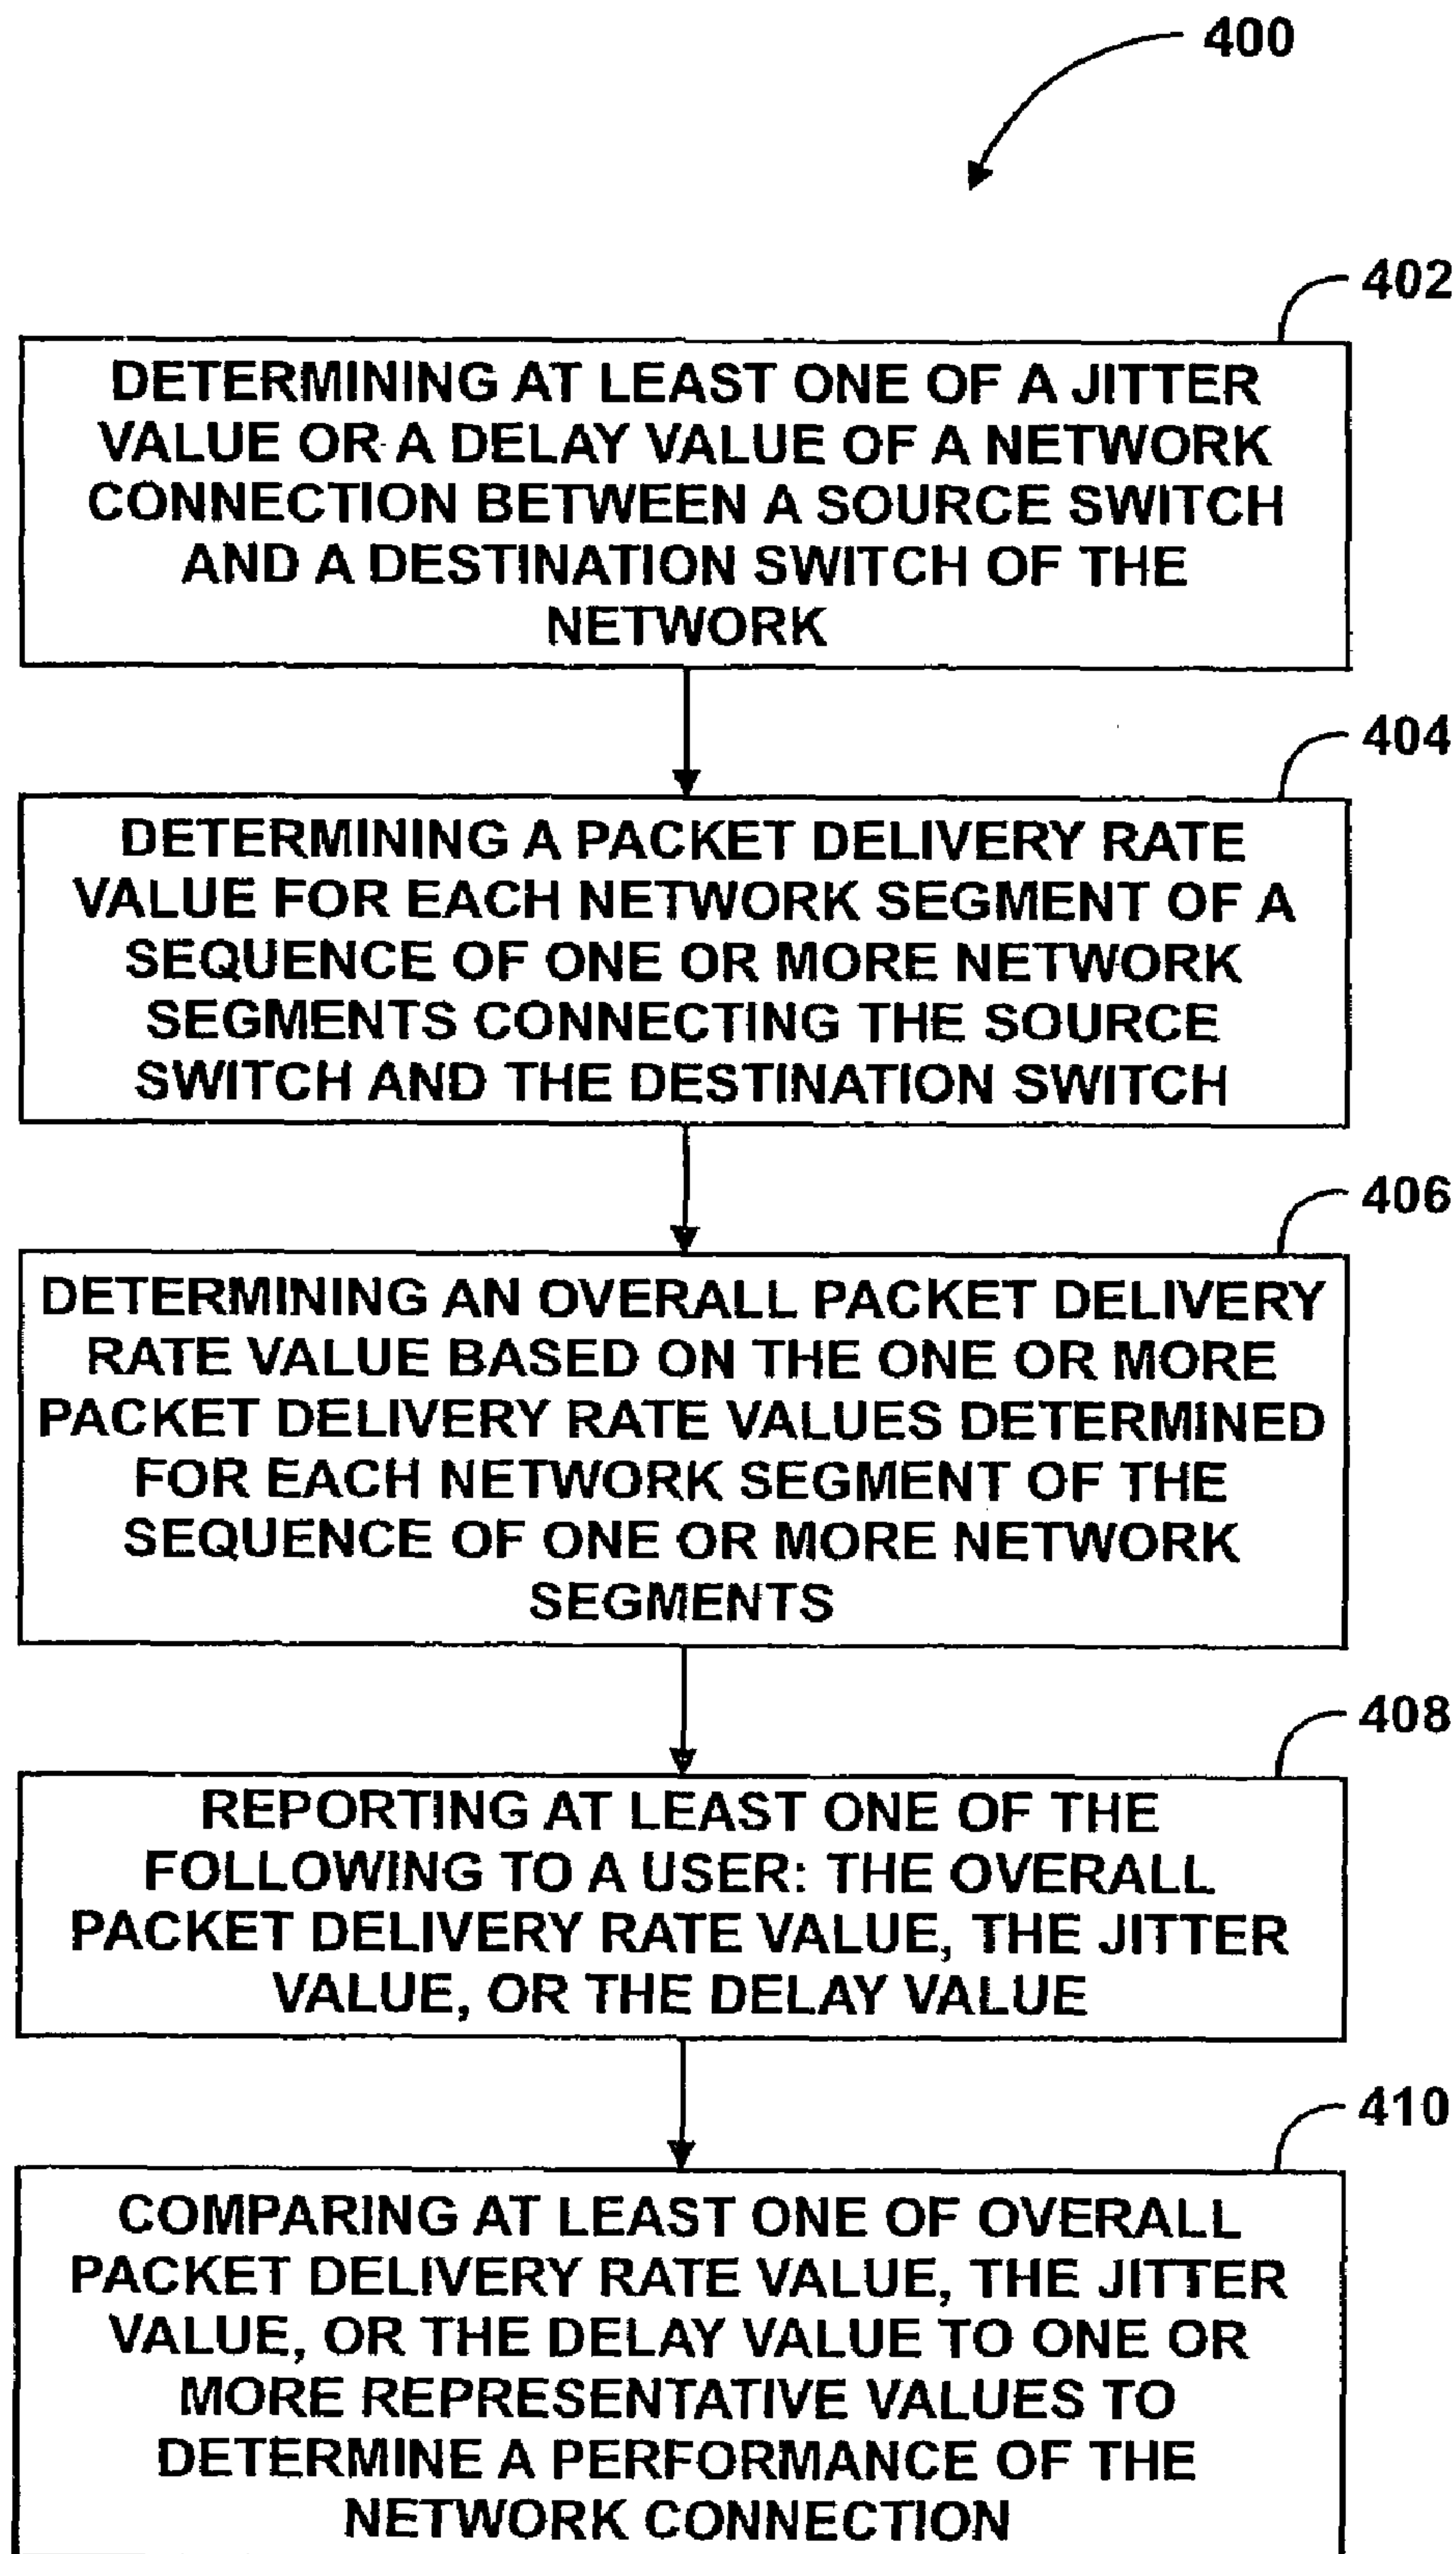 400
402
DETERMINING AT LEAST ONE OF A JITTER
VALUE OR A DELAY VALUE OF A NETWORK
CONNECTION BETWEEN A SOURCE SWITCH
AND A DESTINATION SWITCH OF THE
NETWORK
404
DETERMINING A PACKET DELIVERY RATE
VALUE FOR EACH NETWORK SEGMENT OF A
SEQUENCE OF ONE OR MORE NETWORK
SEGMENTS CONNECTING THE SOURCE
SWITCH AND THE DESTINATION SWITCH
406
DETERMINING AN OVERALL PACKET DELIVERY
RATE VALUE BASED ON THE ONE OR MORE
PACKET DELIVERY RATE VALUES DETERMINED
FOR EACH NETWORK SEGMENT OF THE
SEQUENCE OF ONE OR MORE NETWORK
SEGMENTS
408
REPORTING AT LEAST ONE OF THE
FOLLOWING TO A USER: THE OVERALL
PACKET DELIVERY RATE VALUE, THE JITTER
VALUE, OR THE DELAY VALUE
410
COMPARING AT LEAST ONE OF OVERALL
PACKET DELIVERY RATE VALUE, THE JITTER
VALUE, OR THE DELAY VALUE TO ONE OR
MORE REPRESENTATIVE VALUES TO
DETERMINE A PERFORMANCE OF THE
NETWORK CONNECTION